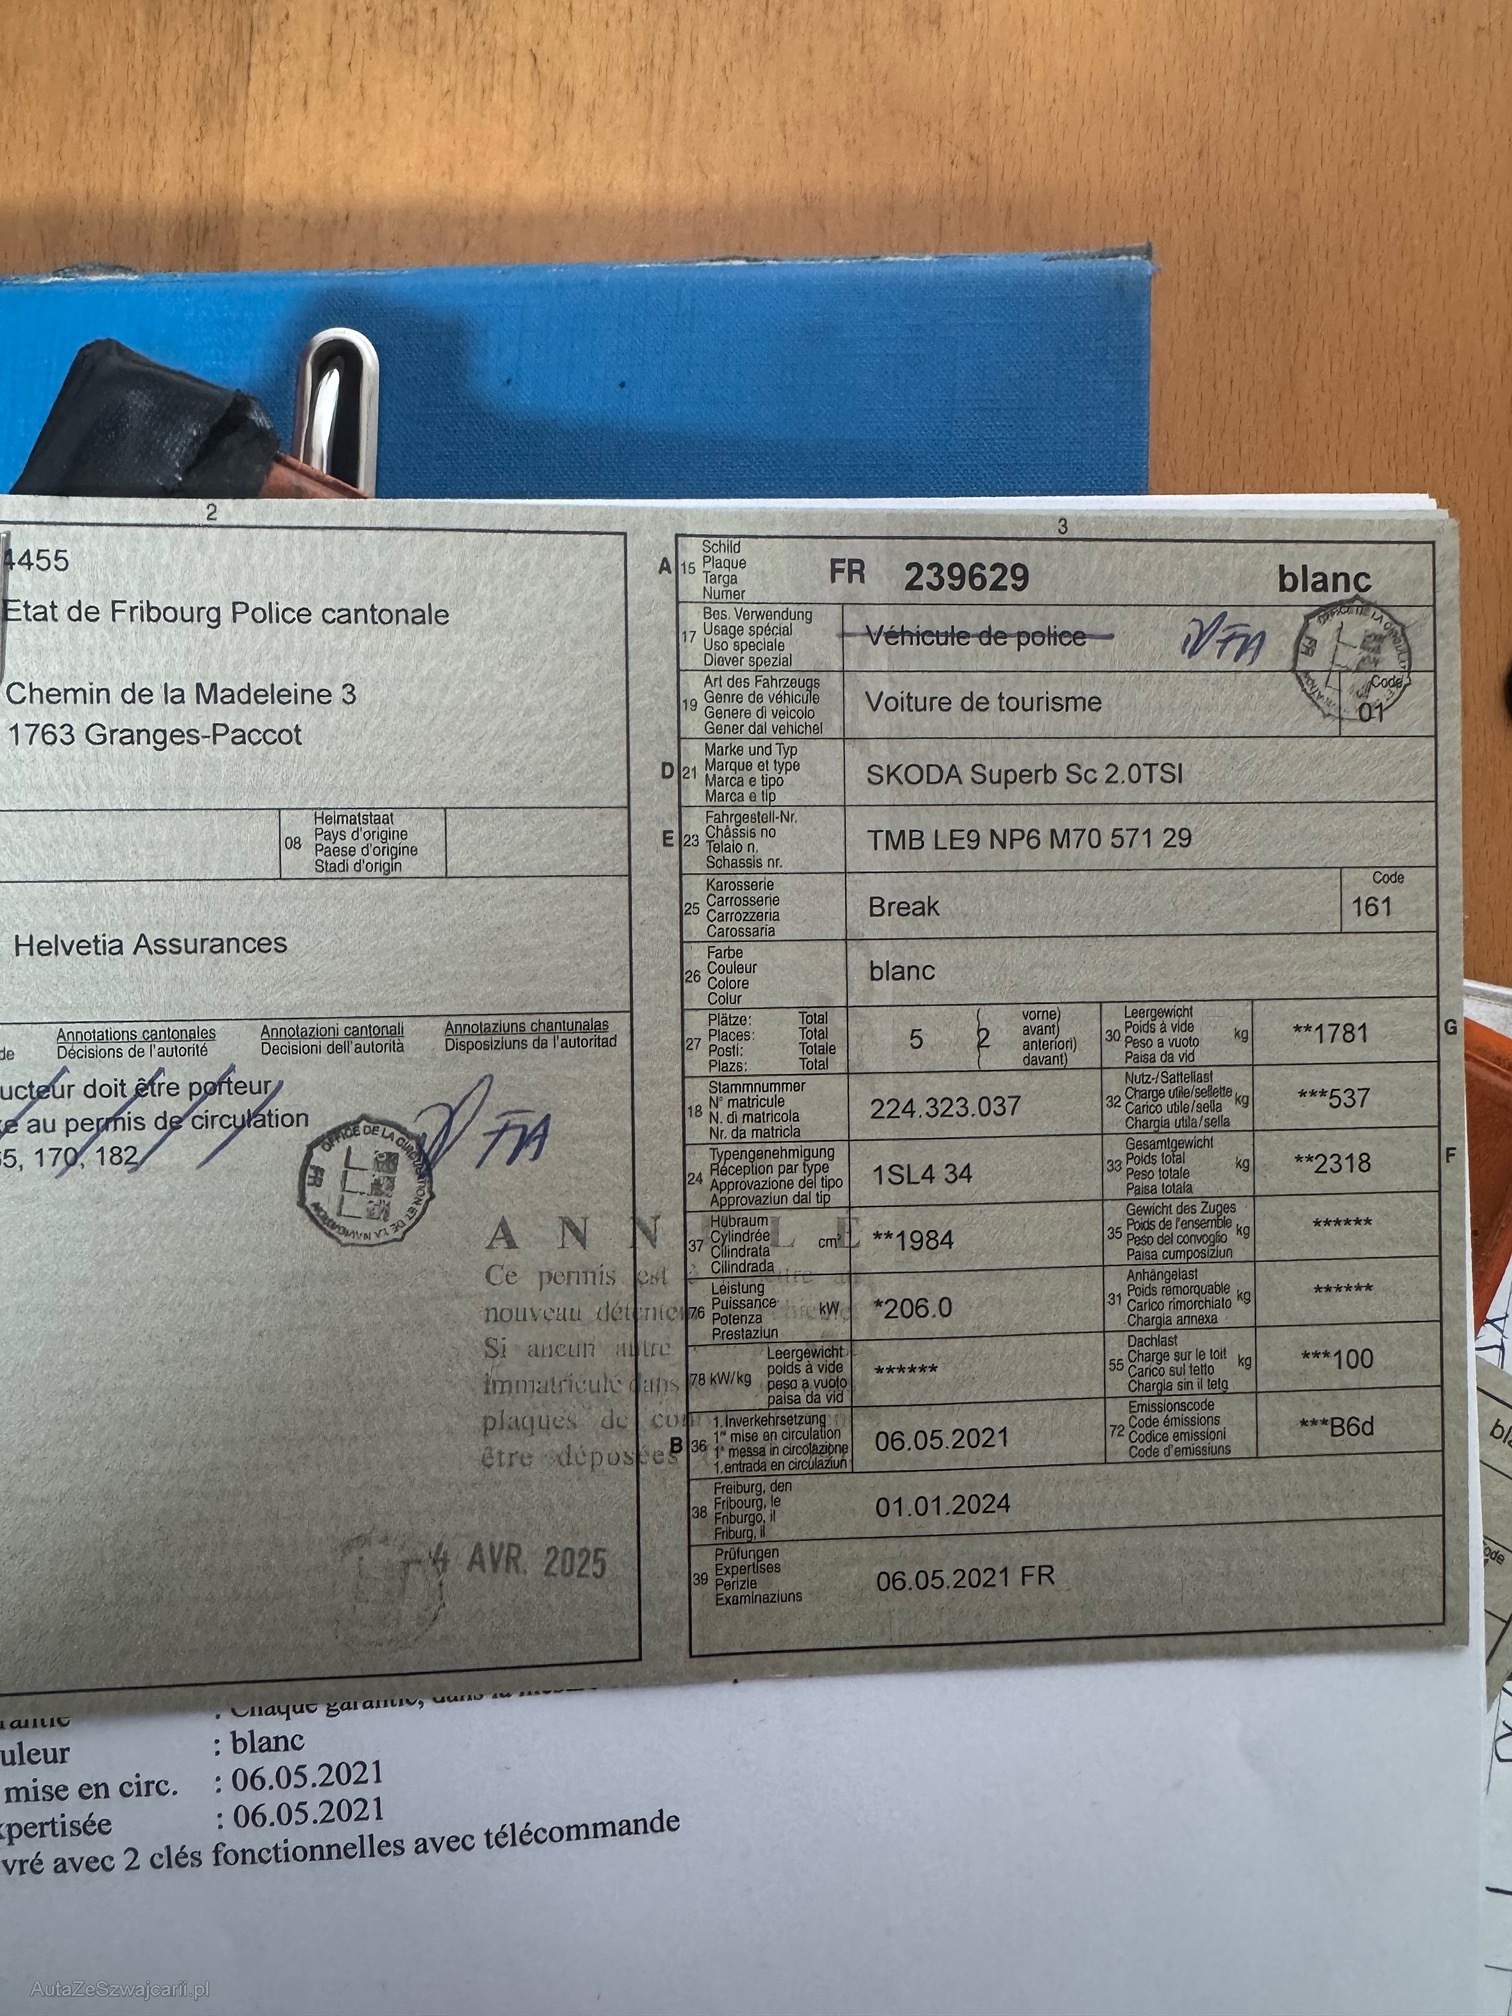 2
4455
Etat de Fribourg Police cantonale
Chemin de la Madeleine 3
1763 Granges-Paccot
08
Heimatstaat
Pays d'origine
Paese d'origine
Stadi d'origin
Helvetia Assurances
Annotations cantonales Annotazioni cantonali Annotaziuns chantunalas
de Décisions de l'autorité Decisioni dell'autorità Disposiziuns da l'autoritad
ucteur doit être porteur
e au permis de circulation
5, 170, 182
A N N L E
Ce permis est à
nouveau
Si aucun autre
immatriculé dans
plaques de
être déposées
4 AVR. 2025
3
A 15 Schild
Plaque
Targa
Numer
FR 239629 blanc
17 Bes. Verwendung
Usage spécial
Uso speciale
Diever spezial
Véhicule de police
19 Art des Fahrzeugs
Genre de véhicule
Genere di veicolo
Gener dal vehichel
Voiture de tourisme
Code
01
D 21 Marke und Typ
Marque et type
Marca e tipo
Marca e tip
SKODA Superb Sc 2.0TSI
E 23 Fahrgestell-Nr.
Châssis no
Telaio n.
Schassis nr.
TMB LE9 NP6 M70 571 29
25 Karosserie
Carrosserie
Carrozzeria
Carossaria
Break
Code
161
26 Farbe
Couleur
Colore
Colur
blanc
27 Plätze: Total
Places: Total
Posti: Totale
Plazs: Total
5 ( 2 vorne)
avant)
anteriori)
davant)
30 Leergewicht
Poids à vide
Peso a vuoto
Paisa da vid
kg
**1781
G
18 Stammnummer
N° matricule
N. di matricola
Nr. da matricla
224.323.037
32 Nutz-/Sattellast
Charge utile/sellette
Carico utile/sella
Chargia utila/sella
kg
***537
24 Typengenehmigung
Réception par type
Approvazione del tipo
Approvaziun dal tip
1SL4 34
33 Gesamtgewicht
Poids total
Peso totale
Paisa totala
kg
**2318
F
37 Hubraum
Cylindrée
Cilindrata
Cilindrada
cm³
**1984
35 Gewicht des Zuges
Poids de l'ensemble
Peso del convoglio
Paisa cumposiziun
kg
******
76 Leistung
Puissance
Potenza
Prestaziun
kW
*206.0
31 Anhängelast
Poids remorquable
Carico rimorchiato
Chargia annexa
kg
******
78 kW/kg
Leergewicht
poids à vide
peso a vuoto
paisa da vid
******
55 Dachlast
Charge sur le toit
Carico sul tetto
Chargia sin il tetg
kg
***100
B 36 1. Inverkehrsetzung
1re mise en circulation
1a messa in circolazione
1. entrada en circulaziun
06.05.2021
72 Emissionscode
Code émissions
Codice emissioni
Code d'emissiuns
***B6d
38 Freiburg, den
Fribourg, le
Friburgo, il
Friburg, il
01.01.2024
39 Prüfungen
Expertises
Perizie
Examinaziuns
06.05.2021 FR
: Chaque garantie, dans la
uleur : blanc
mise en circ. : 06.05.2021
xpertisée : 06.05.2021
vré avec 2 clés fonctionnelles avec télécommande
AutaZeSzwajcarii.pl